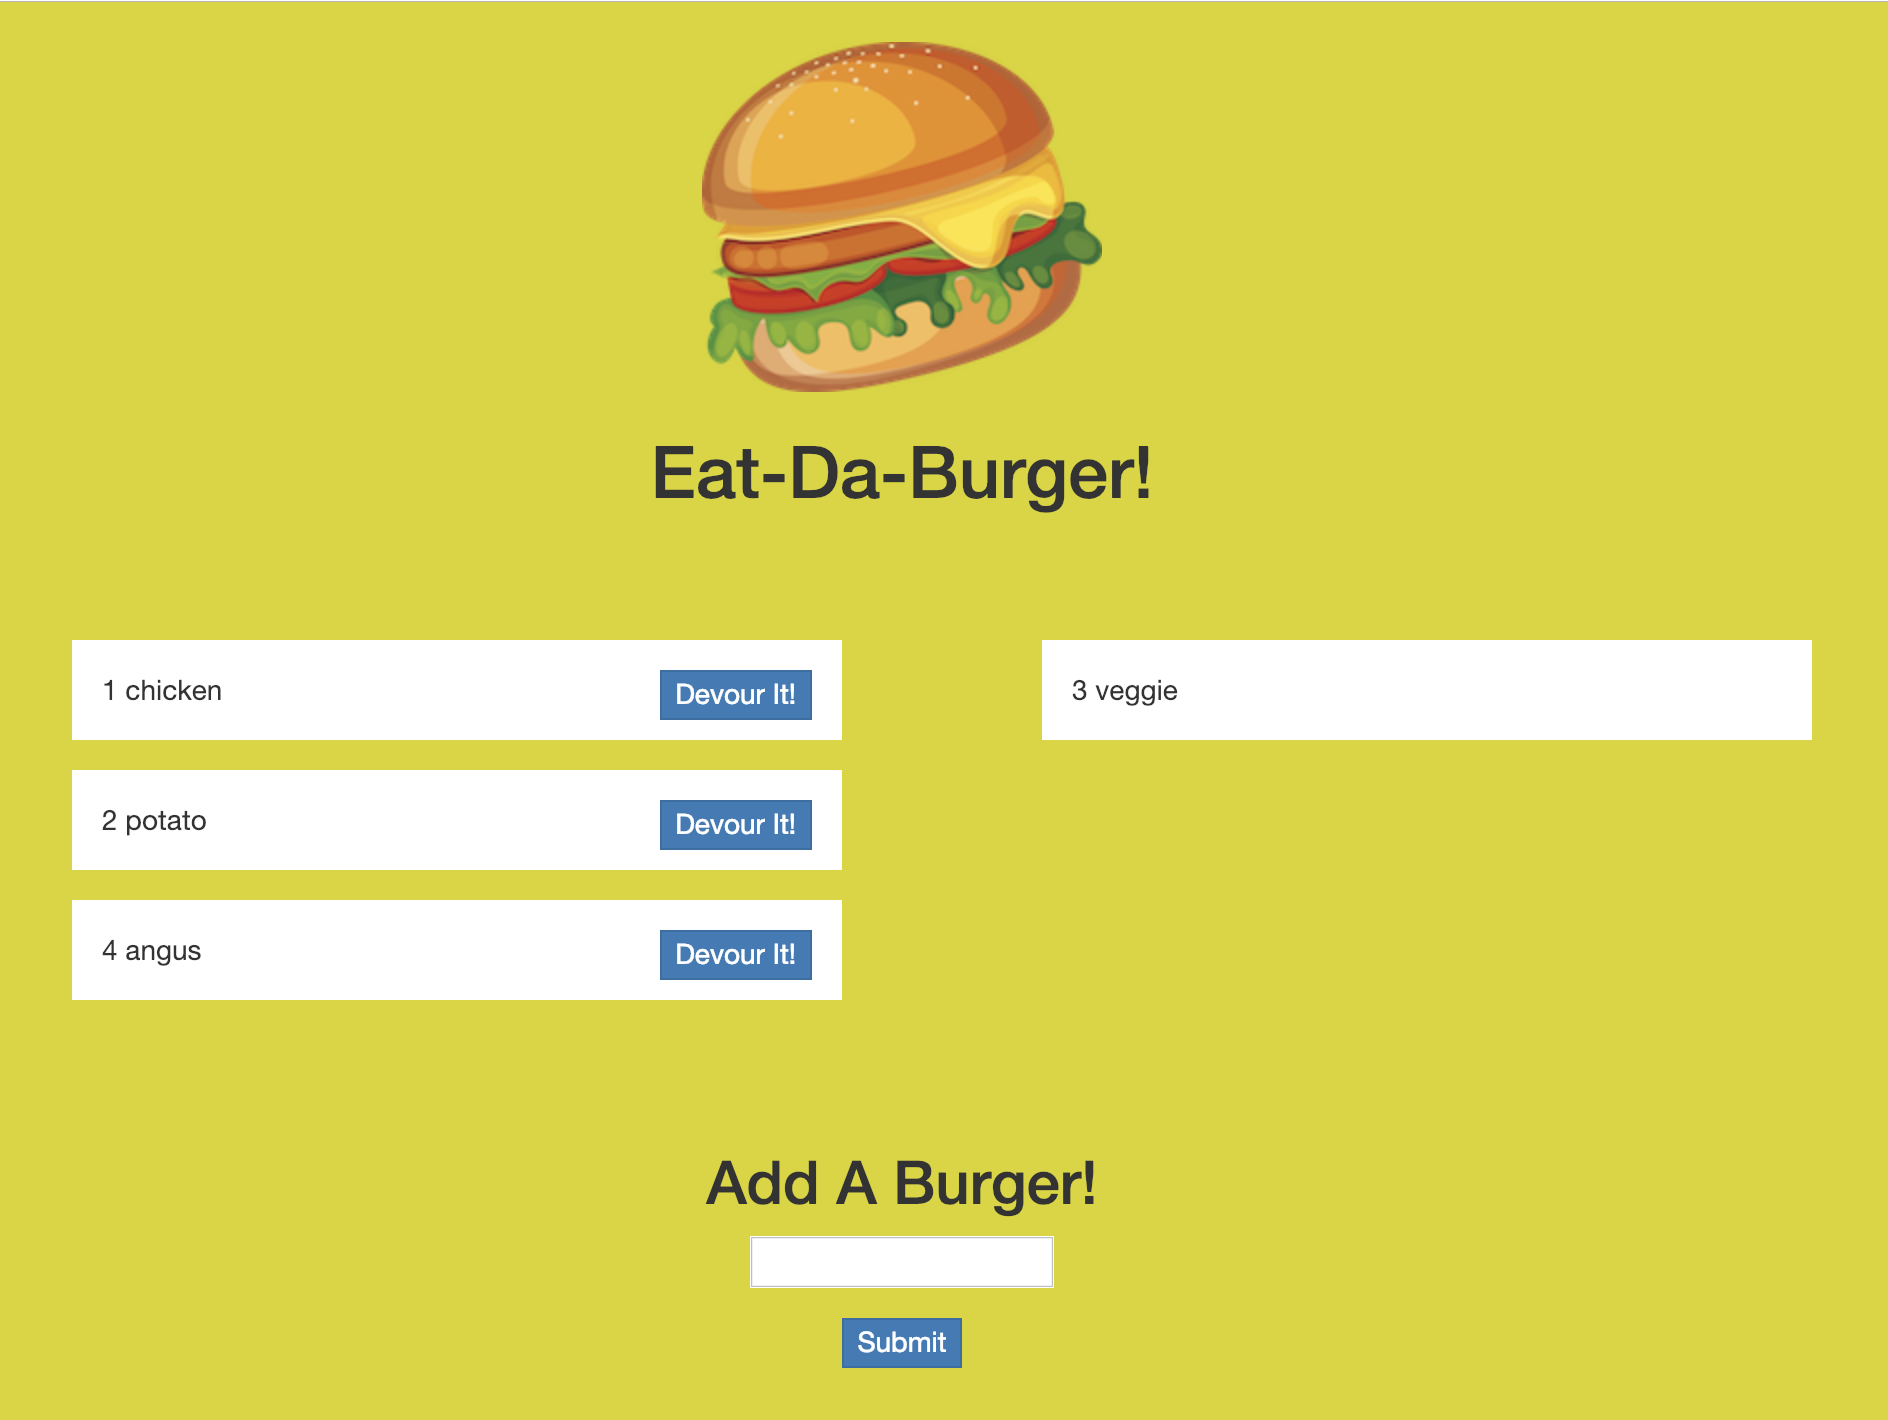 Eat-Da-Burger!
1 chicken
Devour It!
2 potato
Devour It!
4 angus
Devour It!
3 veggie
Add A Burger!
Submit